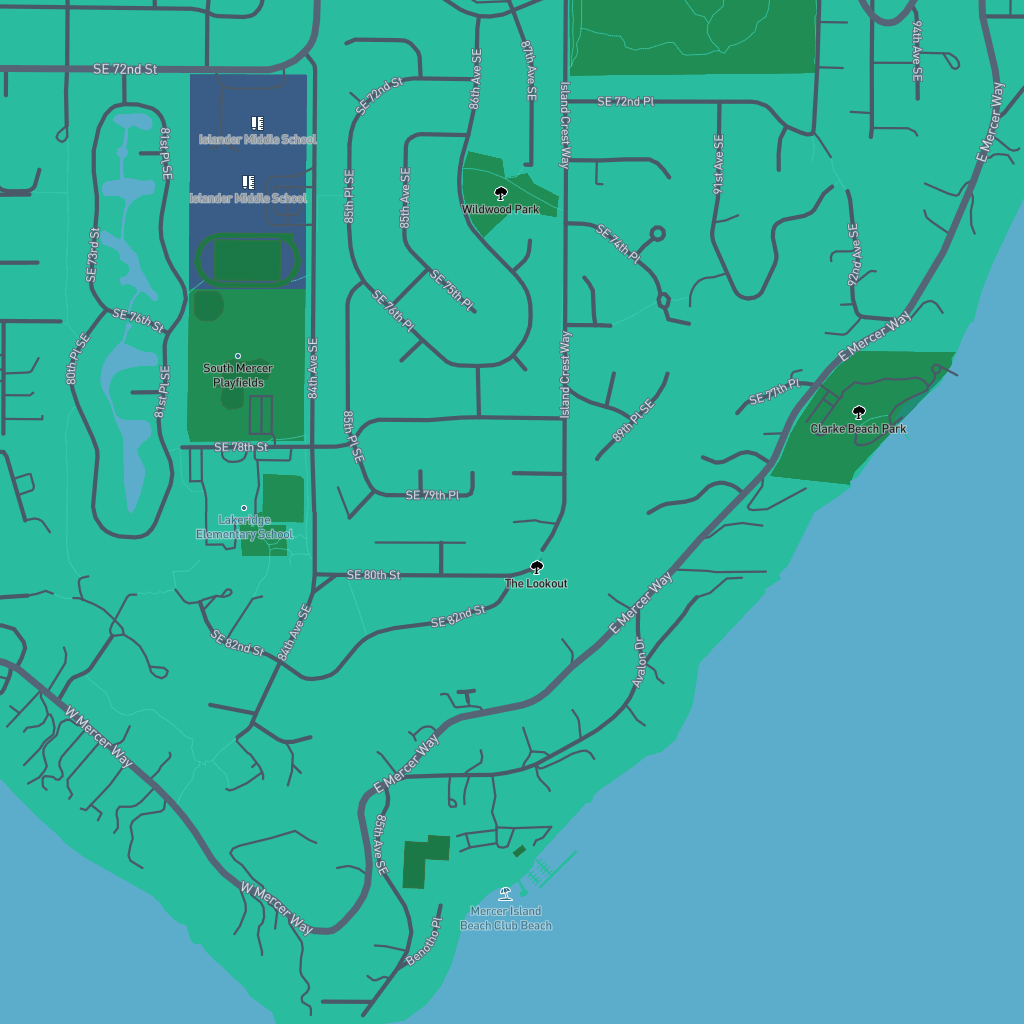 94th Ave SE
87th Ave SE
86th Ave SE
SE 72nd St
SE 72nd St
Island Crest Way
SE 72nd Pl
E Mercer Way
Islander Middle School
81st Pl SE
91st Ave SE
Islander Middle School
85th Pl SE
85th Ave SE
Wildwood Park
SE 73rd St
SE 74th Pl
92nd Ave SE
SE 75th Pl
SE 76th St
SE 76th Pl
E Mercer Way
80th Pl SE
South Mercer
Playfields
84th Ave SE
Island Crest Way
81st Pl SE
SE 77th Pl
89th Pl SE
Clarke Beach Park
85th Pl SE
SE 78th St
SE 79th Pl
Lakeridge
Elementary School
SE 80th St
The Lookout
E Mercer Way
SE 82nd St
SE 82nd St
84th Ave SE
Avalon Dr
W Mercer Way
E Mercer Way
85th Ave SE
W Mercer Way
Mercer Island
Beach Club Beach
Benotho Pl